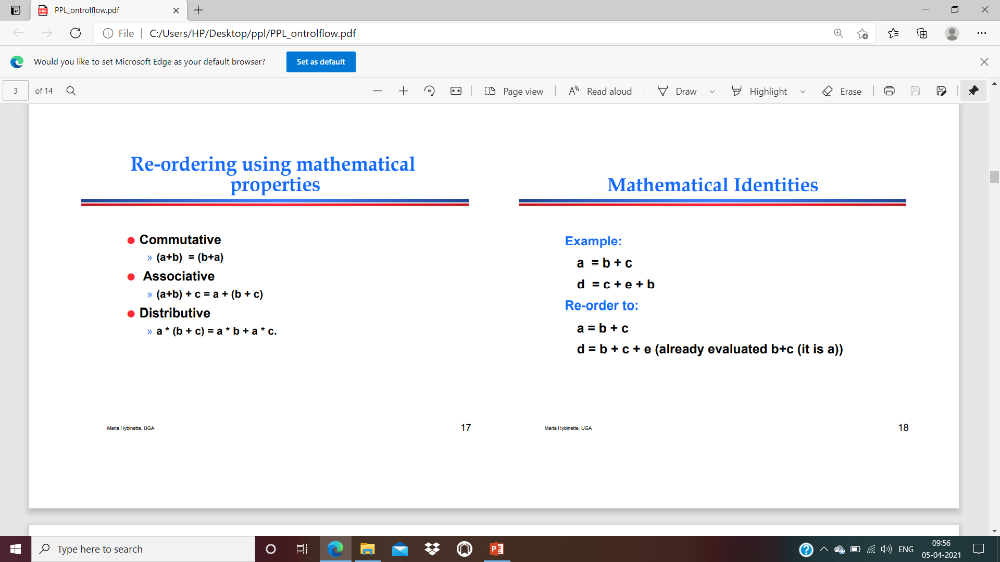 PPL_ontrolflow.pdf
File
C:/Users/HP/Desktop/ppl/PPL_ontrolflow.pdf
Would you like to set Microsoft Edge as your default browser?
Set as default
3 of 14
Page view
Read aloud
Draw
Highlight
Erase
Re-ordering using mathematical
properties
Commutative
» (a+b) = (b+a)
Associative
» (a+b) + c = a + (b + c)
Distributive
» a * (b + c) = a * b + a * c.
Maria Hybinette, UGA
17
Mathematical Identities
Example:
a = b + c
d = c + e + b
Re-order to:
a = b + c
d = b + c + e (already evaluated b+c (it is a))
Maria Hybinette, UGA
18
Type here to search
ENG
09:56
05-04-2021